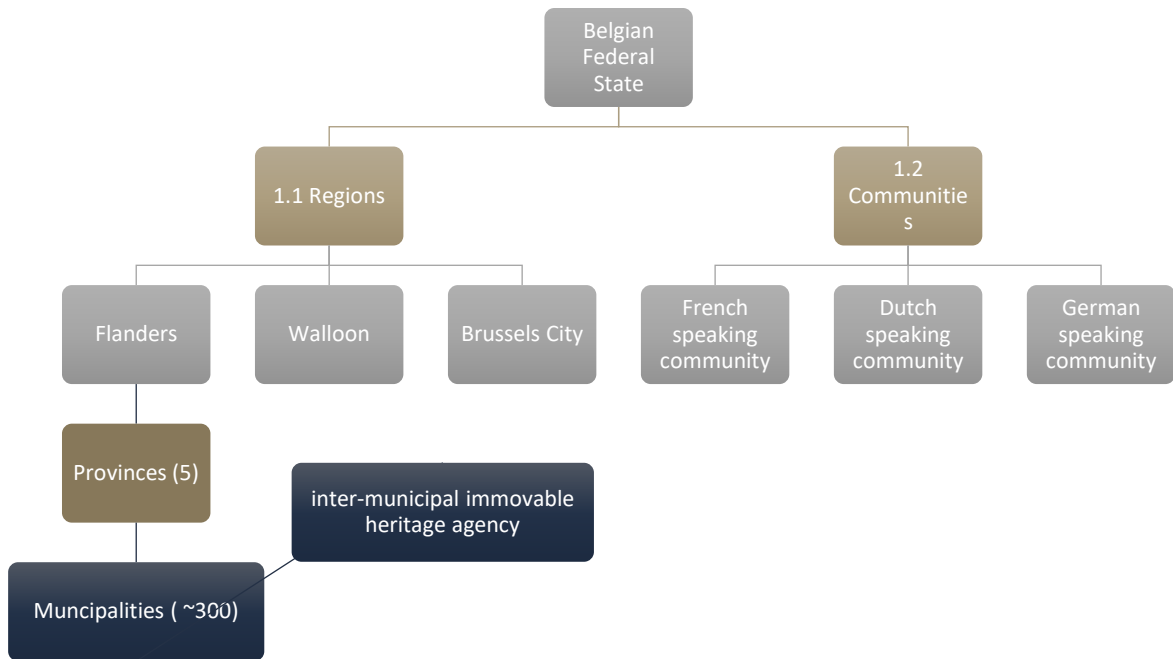 Belgian
Federal
State
1.1 Regions
1.2
Communitie
s
Flanders
Walloon
Brussels City
French
speaking
community
Dutch
speaking
community
German
speaking
community
Provinces (5)
inter-municipal immovable
heritage agency
Muncipalities ( ~300)